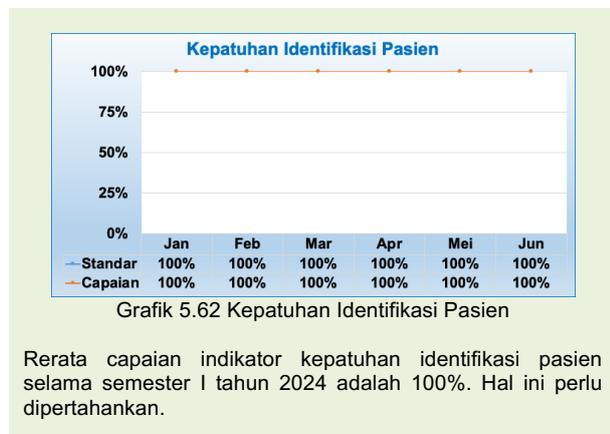 Kepatuhan Identifikasi Pasien
100%
75%
50%
25%
0%
Jan Feb Mar Apr Mei Jun
Standar 100% 100% 100% 100% 100% 100%
Capaian 100% 100% 100% 100% 100% 100%
Grafik 5.62 Kepatuhan Identifikasi Pasien
Rerata capaian indikator kepatuhan identifikasi pasien
selama semester I tahun 2024 adalah 100%. Hal ini perlu
dipertahankan.